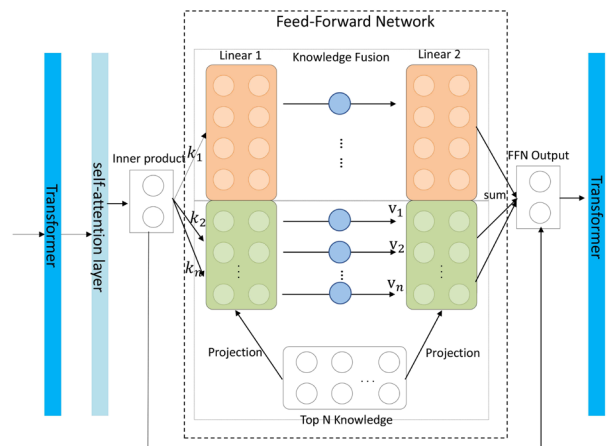 Feed-Forward Network
Linear 1
Knowledge Fusion
Linear 2
Transformer
self-attention layer
Inner product
k1
k2
kn
v1
v2
vn
sum
FFN Output
Transformer
Projection
Projection
Top N Knowledge